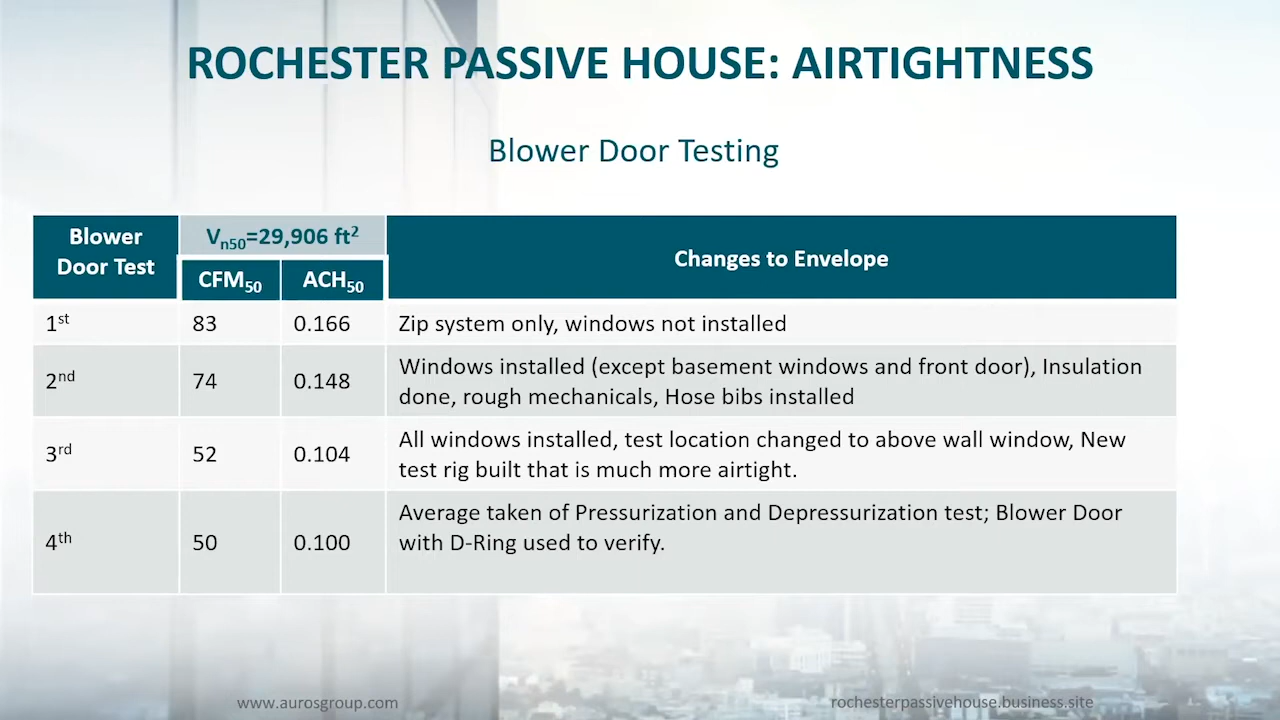 ROCHESTER PASSIVE HOUSE: AIRTIGHTNESS
Blower Door Testing
Blower
Door Test
Vn50=29,906 ft²
CFM50
ACH50
Changes to Envelope
1st
83
0.166
Zip system only, windows not installed
2nd
74
0.148
Windows installed (except basement windows and front door), Insulation
done, rough mechanicals, Hose bibs installed
3rd
52
0.104
All windows installed, test location changed to above wall window, New
test rig built that is much more airtight.
4th
50
0.100
Average taken of Pressurization and Depressurization test; Blower Door
with D-Ring used to verify.
www.aurosgroup.com
rochesterpassivehouse.business.site